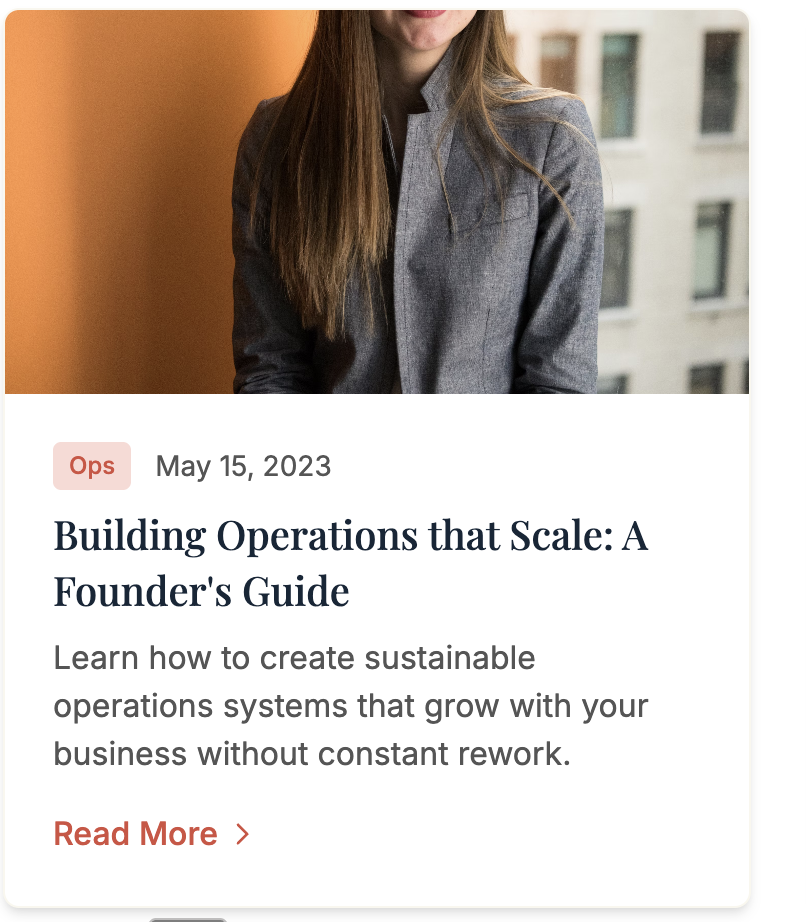 Ops
May 15, 2023
Building Operations that Scale: A
Founder's Guide
Learn how to create sustainable
operations systems that grow with your
business without constant rework.
Read More